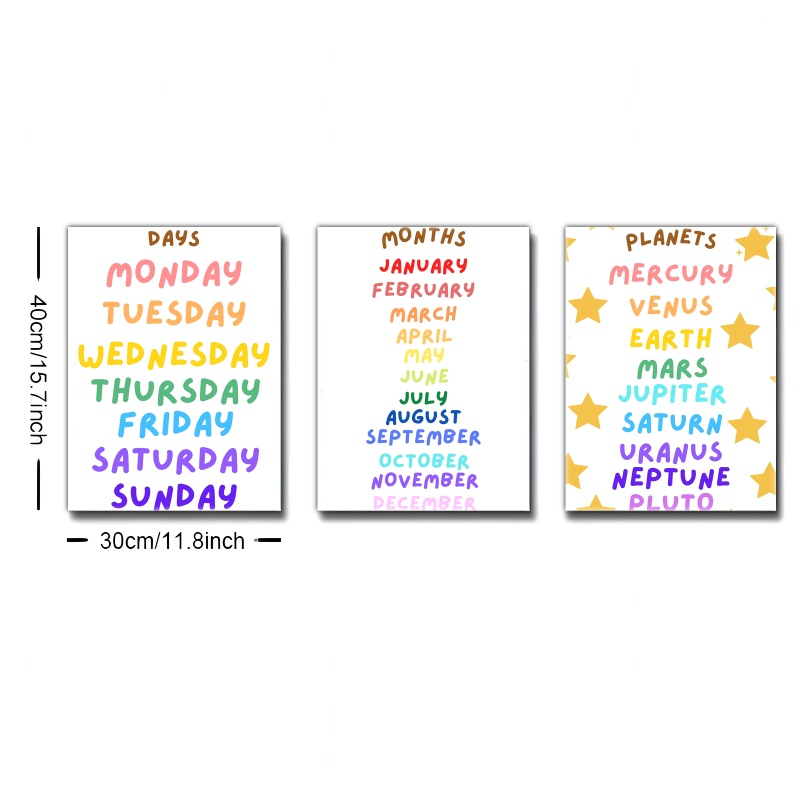 DAYS
MONDAY
TUESDAY
WEDNESDAY
THURSDAY
FRIDAY
SATURDAY
SUNDAY
MONTHS
JANUARY
FEBRUARY
MARCH
APRIL
MAY
JUNE
JULY
AUGUST
SEPTEMBER
OCTOBER
NOVEMBER
DECEMBER
PLANETS
MERCURY
VENUS
EARTH
MARS
JUPITER
SATURN
URANUS
NEPTUNE
PLUTO
40cm/15.7inch
30cm/11.8inch